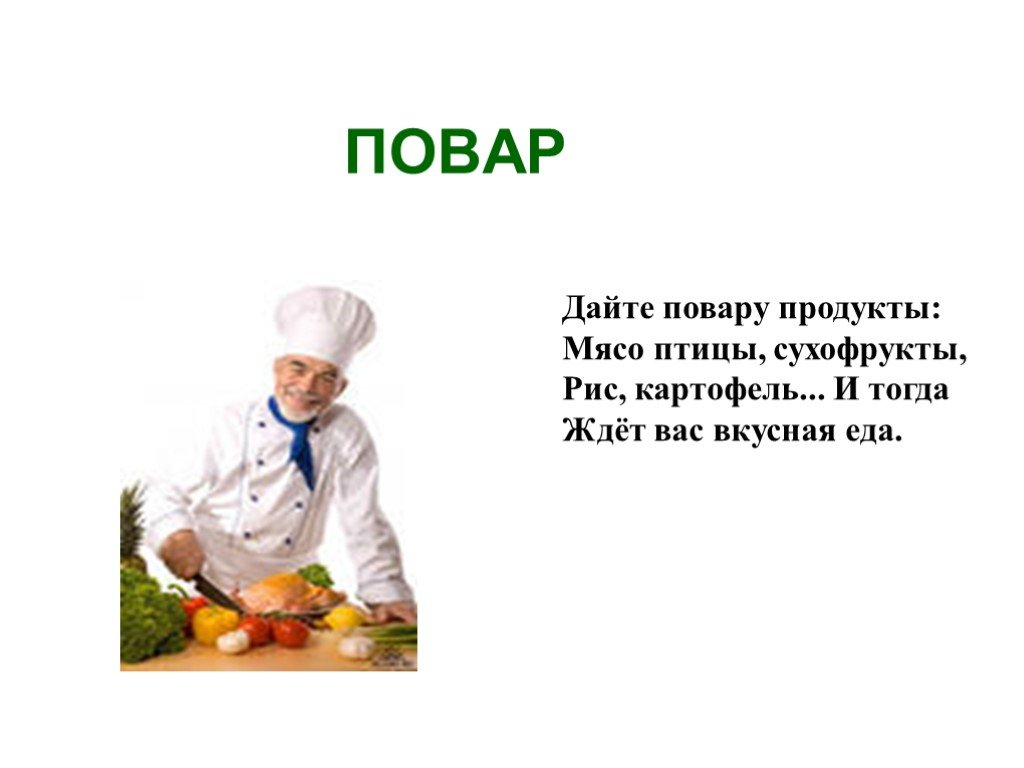 ПОВАР
Дайте повару продукты:
Мясо птицы, сухофрукты,
Рис, картофель... И тогда
Ждёт вас вкусная еда.